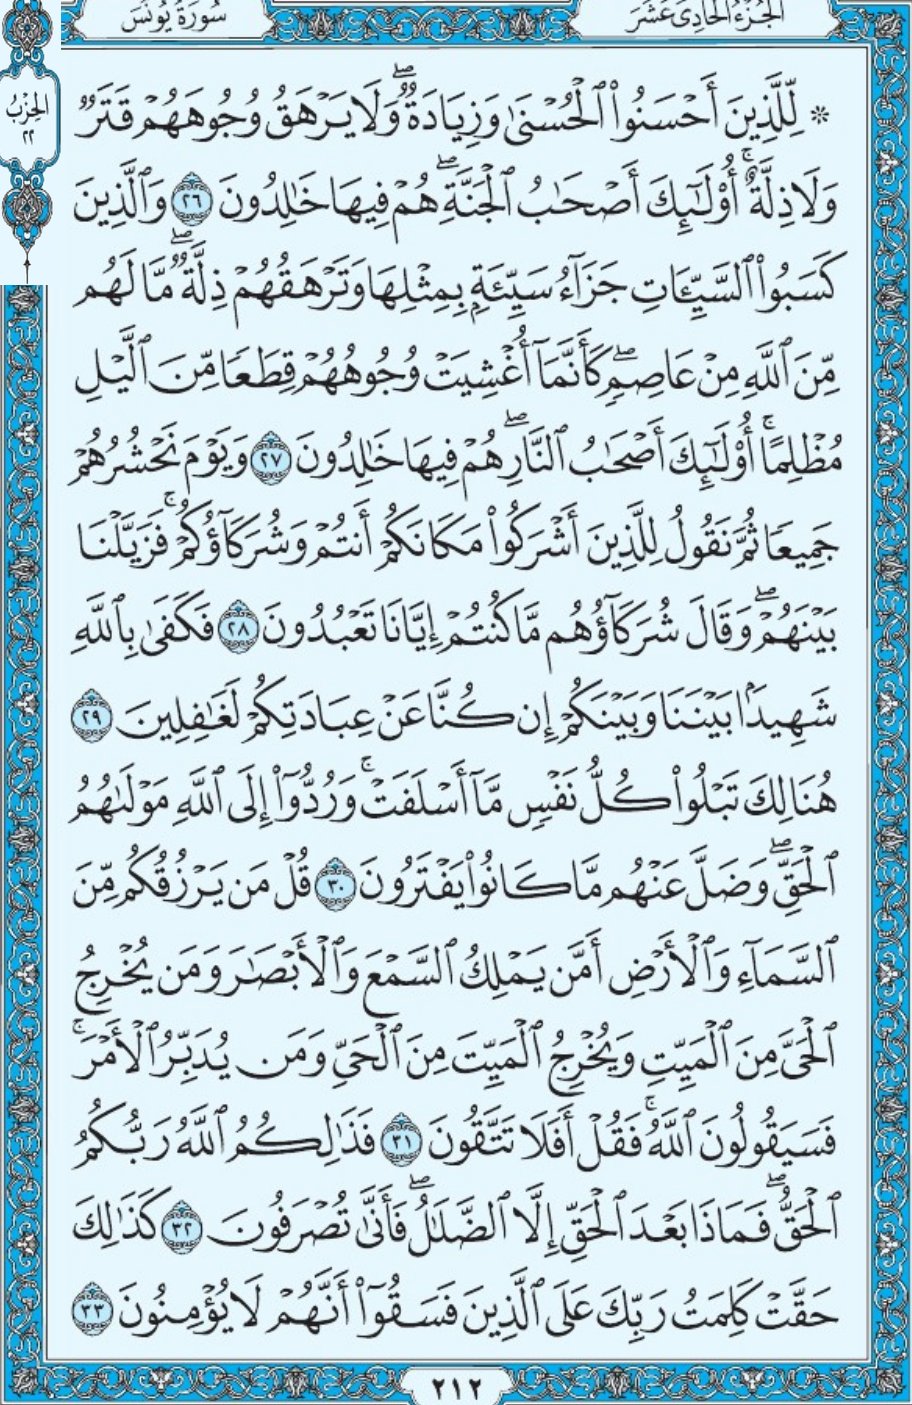 الجُزْءُ الحَادِي عَشَرَ
سُورَةُ يُونُسَ
الحِزْبُ
٢٢
۞ لِّلَّذِينَ أَحْسَنُوا۟ ٱلْحُسْنَىٰ وَزِيَادَةٌۭ ۖ وَلَا يَرْهَقُ وُجُوهَهُمْ قَتَرٌۭ
وَلَا ذِلَّةٌ ۚ أُو۟لَـٰٓئِكَ أَصْحَـٰبُ ٱلْجَنَّةِ ۖ هُمْ فِيهَا خَـٰلِدُونَ ٢٦ وَٱلَّذِينَ
كَسَبُوا۟ ٱلسَّيِّـَٔاتِ جَزَآءُ سَيِّئَةٍۭ بِمِثْلِهَا وَتَرْهَقُهُمْ ذِلَّةٌۭ ۖ مَّا لَهُم
مِّنَ ٱللَّهِ مِنْ عَاصِمٍۢ ۖ كَأَنَّمَآ أُغْشِيَتْ وُجُوهُهُمْ قِطَعًۭا مِّنَ ٱلَّيْلِ
مُظْلِمًا ۚ أُو۟لَـٰٓئِكَ أَصْحَـٰبُ ٱلنَّارِ ۖ هُمْ فِيهَا خَـٰلِدُونَ ٢٧ وَيَوْمَ نَحْشُرُهُمْ
جَمِيعًۭا ثُمَّ نَقُولُ لِلَّذِينَ أَشْرَكُوا۟ مَكَانَكُمْ أَنتُمْ وَشُرَكَآؤُكُمْ ۚ فَزَيَّلْنَا
بَيْنَهُمْ ۖ وَقَالَ شُرَكَآؤُهُم مَّا كُنتُمْ إِيَّانَا تَعْبُدُونَ ٢٨ فَكَفَىٰ بِٱللَّهِ
شَهِيدًۢا بَيْنَنَا وَبَيْنَكُمْ إِن كُنَّا عَنْ عِبَادَتِكُمْ لَغَـٰفِلِينَ ٢٩
هُنَالِكَ تَبْلُوا۟ كُلُّ نَفْسٍۢ مَّآ أَسْلَفَتْ ۚ وَرُدُّوٓا۟ إِلَى ٱللَّهِ مَوْلَىٰهُمُ
ٱلْحَقِّ ۖ وَضَلَّ عَنْهُم مَّا كَانُوا۟ يَفْتَرُونَ ٣٠ قُلْ مَن يَرْزُقُكُم مِّنَ
ٱلسَّمَآءِ وَٱلْأَرْضِ أَمَّن يَمْلِكُ ٱلسَّمْعَ وَٱلْأَبْصَـٰرَ وَمَن يُخْرِجُ
ٱلْحَىَّ مِنَ ٱلْمَيِّتِ وَيُخْرِجُ ٱلْمَيِّتَ مِنَ ٱلْحَىِّ وَمَن يُدَبِّرُ ٱلْأَمْرَ ۚ
فَسَيَقُولُونَ ٱللَّهُ ۚ فَقُلْ أَفَلَا تَتَّقُونَ ٣١ فَذَٰلِكُمُ ٱللَّهُ رَبُّكُمُ
ٱلْحَقُّ ۖ فَمَاذَا بَعْدَ ٱلْحَقِّ إِلَّا ٱلضَّلَـٰلُ ۖ فَأَنَّىٰ تُصْرَفُونَ ٣٢ كَذَٰلِكَ
حَقَّتْ كَلِمَتُ رَبِّكَ عَلَى ٱلَّذِينَ فَسَقُوٓا۟ أَنَّهُمْ لَا يُؤْمِنُونَ ٣٣
٢١٢